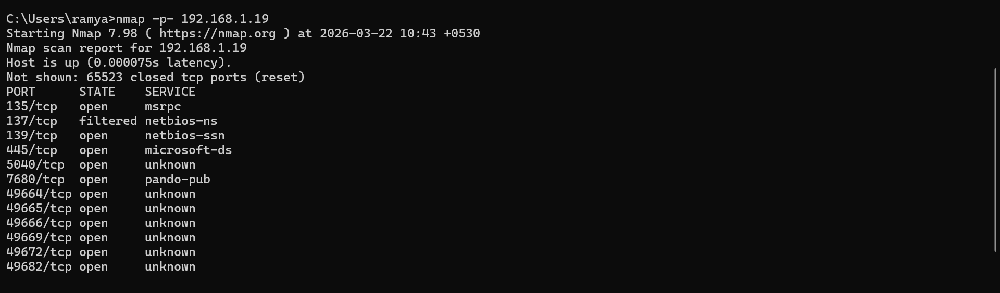 C:\Users\ramya>nmap -p- 192.168.1.19
Starting Nmap 7.98 ( https://nmap.org ) at 2026-03-22 10:43 +0530
Nmap scan report for 192.168.1.19
Host is up (0.000075s latency).
Not shown: 65523 closed tcp ports (reset)
PORT      STATE    SERVICE
135/tcp   open     msrpc
137/tcp   filtered netbios-ns
139/tcp   open     netbios-ssn
445/tcp   open     microsoft-ds
5040/tcp  open     unknown
7680/tcp  open     pando-pub
49664/tcp open     unknown
49665/tcp open     unknown
49666/tcp open     unknown
49669/tcp open     unknown
49672/tcp open     unknown
49682/tcp open     unknown